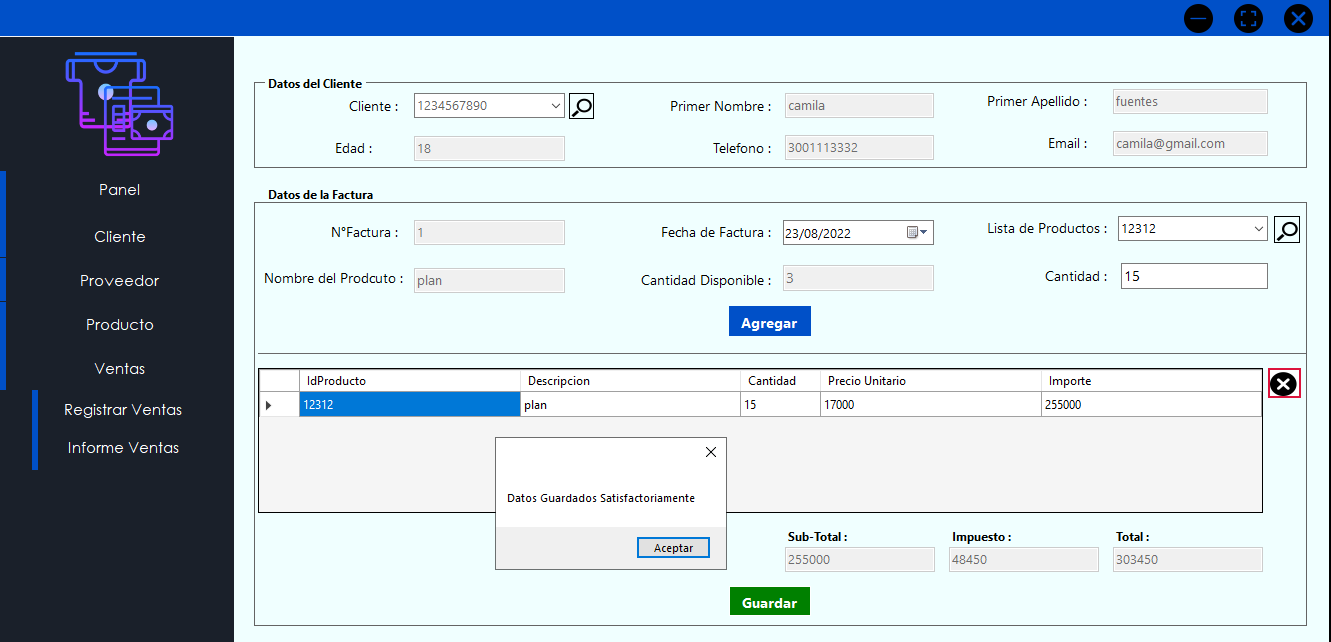 Datos del Cliente
Cliente : 1234567890 Primer Nombre : camila Primer Apellido : fuentes
Edad : 18 Telefono : 3001113332 Email : camila@gmail.com
Panel
Cliente
Proveedor
Producto
Ventas
Registrar Ventas
Informe Ventas
Datos de la Factura
N°Factura : 1 Fecha de Factura : 23/08/2022 Lista de Productos : 12312
Nombre del Prodcuto : plan Cantidad Disponible : 3 Cantidad : 15
Agregar
IdProducto Descripcion Cantidad Precio Unitario Importe
12312 plan 15 17000 255000
Datos Guardados Satisfactoriamente
Aceptar
Sub-Total : Impuesto : Total :
255000 48450 303450
Guardar